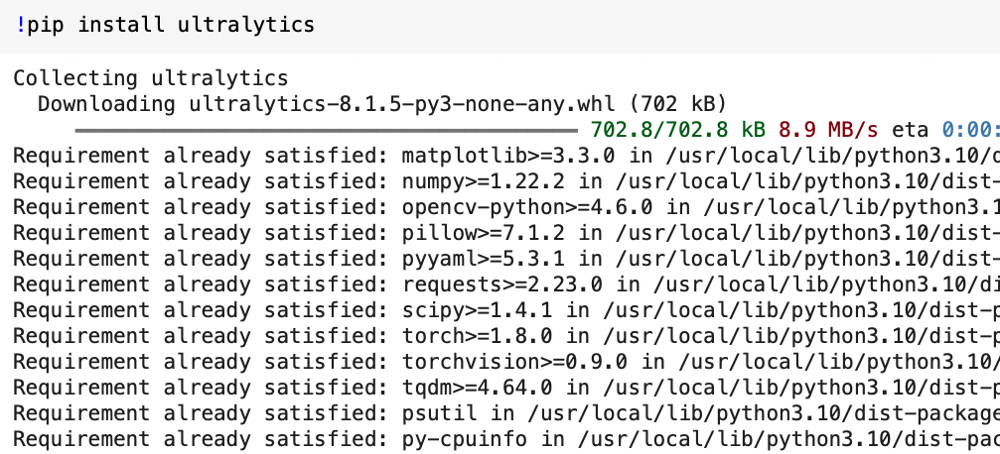 !pip install ultralytics
Collecting ultralytics
Downloading ultralytics-8.1.5-py3-none-any.whl (702 kB)
702.8/702.8 kB 8.9 MB/s eta 0:00:
Requirement already satisfied: matplotlib>=3.3.0 in /usr/local/lib/python3.10/d
Requirement already satisfied: numpy>=1.22.2 in /usr/local/lib/python3.10/dist-
Requirement already satisfied: opencv-python>=4.6.0 in /usr/local/lib/python3.1
Requirement already satisfied: pillow>=7.1.2 in /usr/local/lib/python3.10/dist-
Requirement already satisfied: pyyaml>=5.3.1 in /usr/local/lib/python3.10/dist-
Requirement already satisfied: requests>=2.23.0 in /usr/local/lib/python3.10/di
Requirement already satisfied: scipy>=1.4.1 in /usr/local/lib/python3.10/dist-p
Requirement already satisfied: torch>=1.8.0 in /usr/local/lib/python3.10/dist-p
Requirement already satisfied: torchvision>=0.9.0 in /usr/local/lib/python3.10/
Requirement already satisfied: tqdm>=4.64.0 in /usr/local/lib/python3.10/dist-p
Requirement already satisfied: psutil in /usr/local/lib/python3.10/dist-package
Requirement already satisfied: py-cpuinfo in /usr/local/lib/python3.10/dist-pac